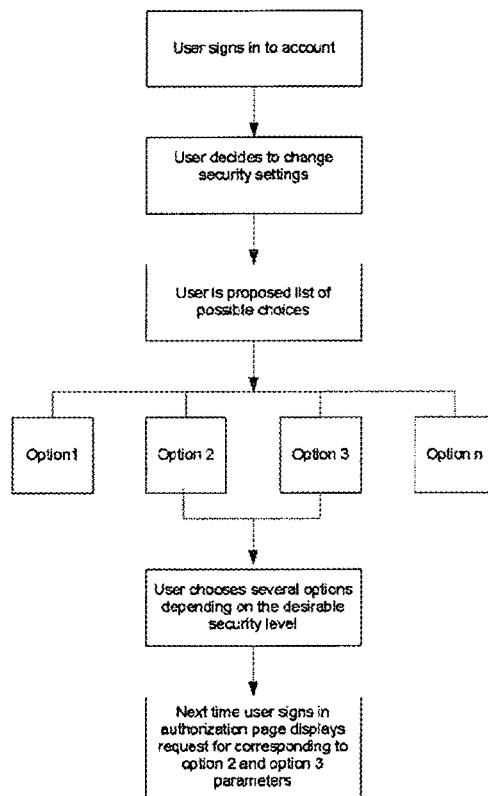 User signs in to account
User decides to change
security settings
User is proposed list of
possible choices
Option1
Option 2
Option 3
Option n
User chooses several options
depending on the desirable
security level
Next time user signs in
authorization page displays
request for corresponding to
option 2 and option 3
parameters